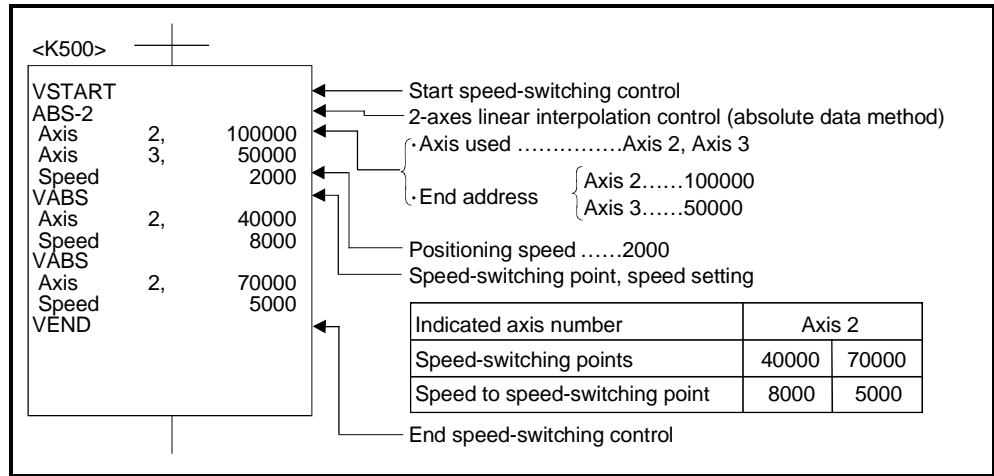 <K500>
VSTART
ABS-2
Axis 2, 100000
Axis 3, 50000
Speed 2000
VABS
Axis 2, 40000
Speed 8000
VABS
Axis 2, 70000
Speed 5000
VEND
Start speed-switching control
2-axes linear interpolation control (absolute data method)
·Axis used ……………Axis 2, Axis 3
·End address
Axis 2……100000
Axis 3……50000
Positioning speed ……2000
Speed-switching point, speed setting
Indicated axis number Axis 2
Speed-switching points 40000 70000
Speed to speed-switching point 8000 5000
End speed-switching control